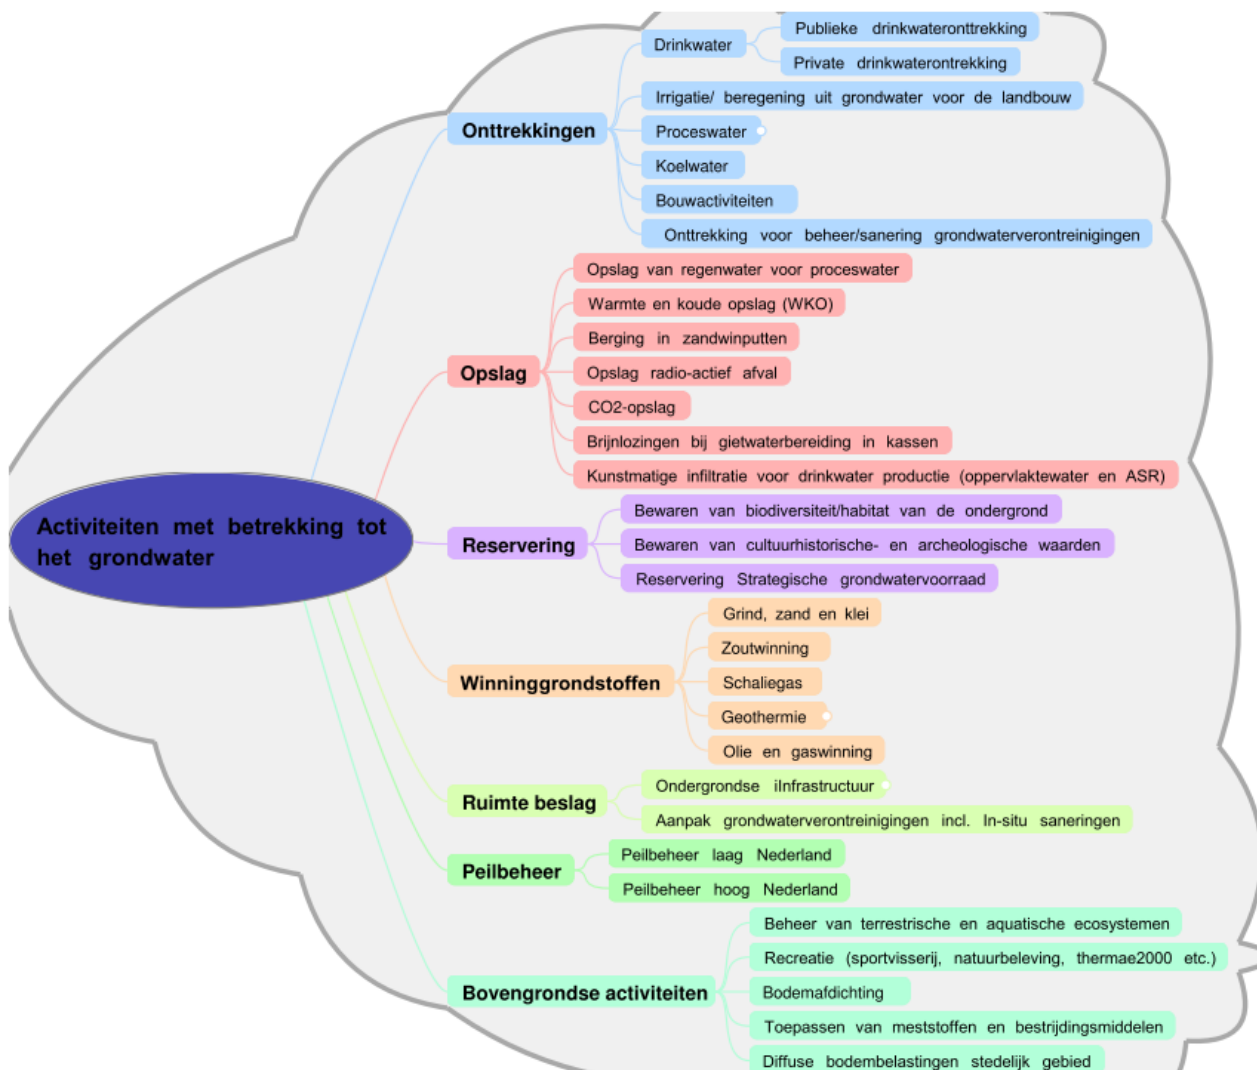 Activiteiten met betrekking tot
het grondwater
Onttrekkingen
Drinkwater
Publieke drinkwateronttrekking
Private drinkwaterontrekking
Irrigatie/ beregening uit grondwater voor de landbouw
Proceswater
Koelwater
Bouwactiviteiten
Onttrekking voor beheer/sanering grondwaterverontreinigingen
Opslag
Opslag van regenwater voor proceswater
Warmte en koude opslag (WKO)
Berging in zandwinputten
Opslag radio-actief afval
CO2-opslag
Brijnlozingen bij gietwaterbereiding in kassen
Kunstmatige infiltratie voor drinkwater productie (oppervlaktewater en ASR)
Reservering
Bewaren van biodiversiteit/habitat van de ondergrond
Bewaren van cultuurhistorische- en archeologische waarden
Reservering Strategische grondwatervoorraad
Winninggrondstoffen
Grind, zand en klei
Zoutwinning
Schaliegas
Geothermie
Olie en gaswinning
Ruimte beslag
Ondergrondse iInfrastructuur
Aanpak grondwaterverontreinigingen incl. In-situ saneringen
Peilbeheer
Peilbeheer laag Nederland
Peilbeheer hoog Nederland
Bovengrondse activiteiten
Beheer van terrestrische en aquatische ecosystemen
Recreatie (sportvisserij, natuurbeleving, thermae2000 etc.)
Bodemafdichting
Toepassen van meststoffen en bestrijdingsmiddelen
Diffuse bodembelastingen stedelijk gebied